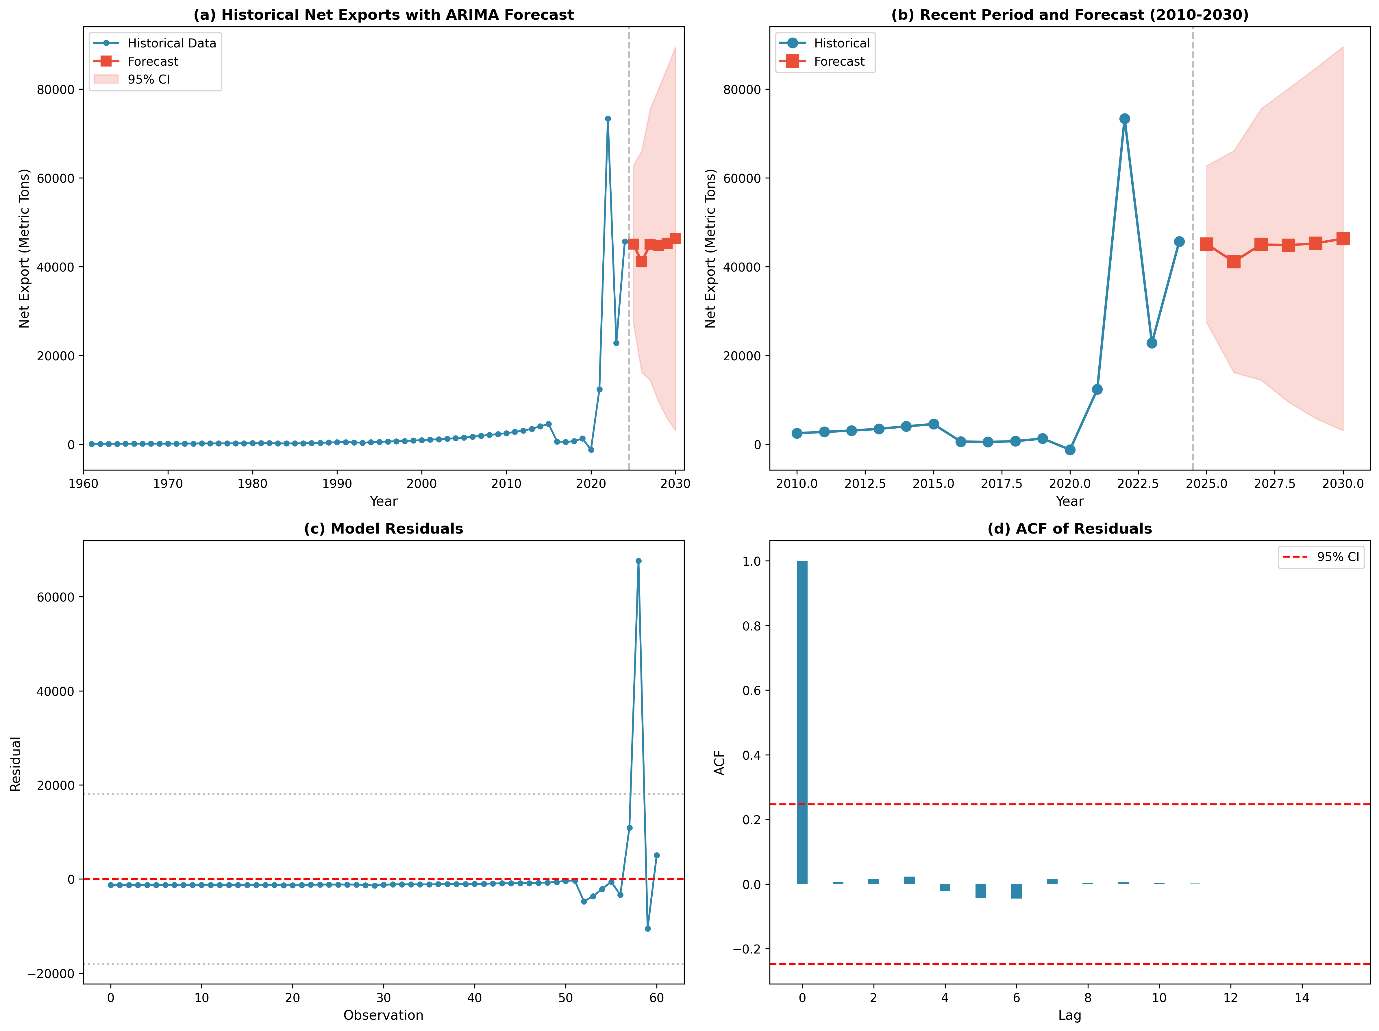 (a) Historical Net Exports with ARIMA Forecast
Historical Data
Forecast
95% CI
80000
60000
40000
20000
0
Net Export (Metric Tons)
1960 1970 1980 1990 2000 2010 2020 2030
Year
(b) Recent Period and Forecast (2010-2030)
Historical
Forecast
80000
60000
40000
20000
0
Net Export (Metric Tons)
2010.0 2012.5 2015.0 2017.5 2020.0 2022.5 2025.0 2027.5 2030.0
Year
(c) Model Residuals
60000
40000
20000
0
−20000
Residual
0 10 20 30 40 50 60
Observation
(d) ACF of Residuals
95% CI
1.0
0.8
0.6
0.4
0.2
0.0
−0.2
ACF
0 2 4 6 8 10 12 14
Lag